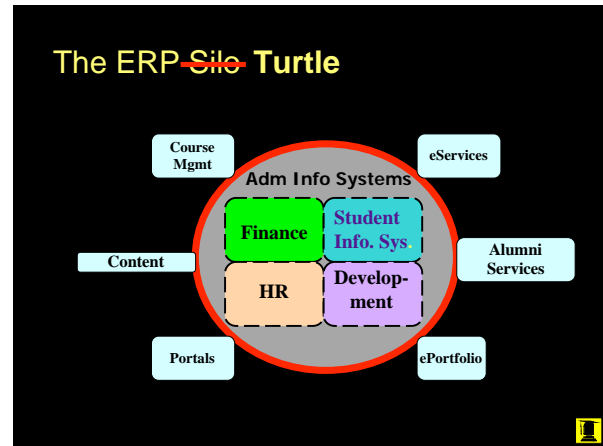 The ERP Silo Turtle
Course
Mgmt
eServices
Adm Info Systems
Finance
Student
Info. Sys.
Content
Alumni
Services
HR
Develop-
ment
Portals
ePortfolio